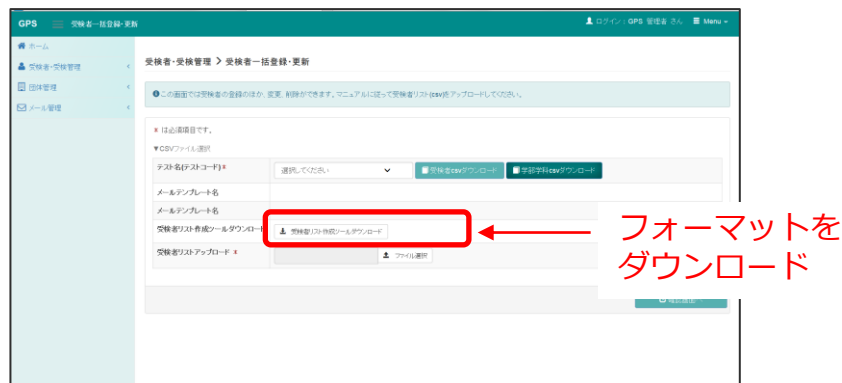 GPS 受検者一括登録・更新
ログイン：GPS 管理者 さん Menu
ホーム
受検者・受検管理
団体管理
メール管理
受検者・受検管理 > 受検者一括登録・更新
この画面では受検者の登録のほか、変更、削除ができます。マニュアルに従って受検者リスト(csv)をアップロードしてください。
* は必須項目です。
▼CSVファイル選択
テスト名(テストコード)* 選択してください 受検者csvダウンロード 学部学科csvダウンロード
メールテンプレート名
メールテンプレート名
受検者リスト作成ツールダウンロード 受検者リスト作成ツールダウンロード
受検者リストアップロード * ファイル選択
フォーマットを
ダウンロード